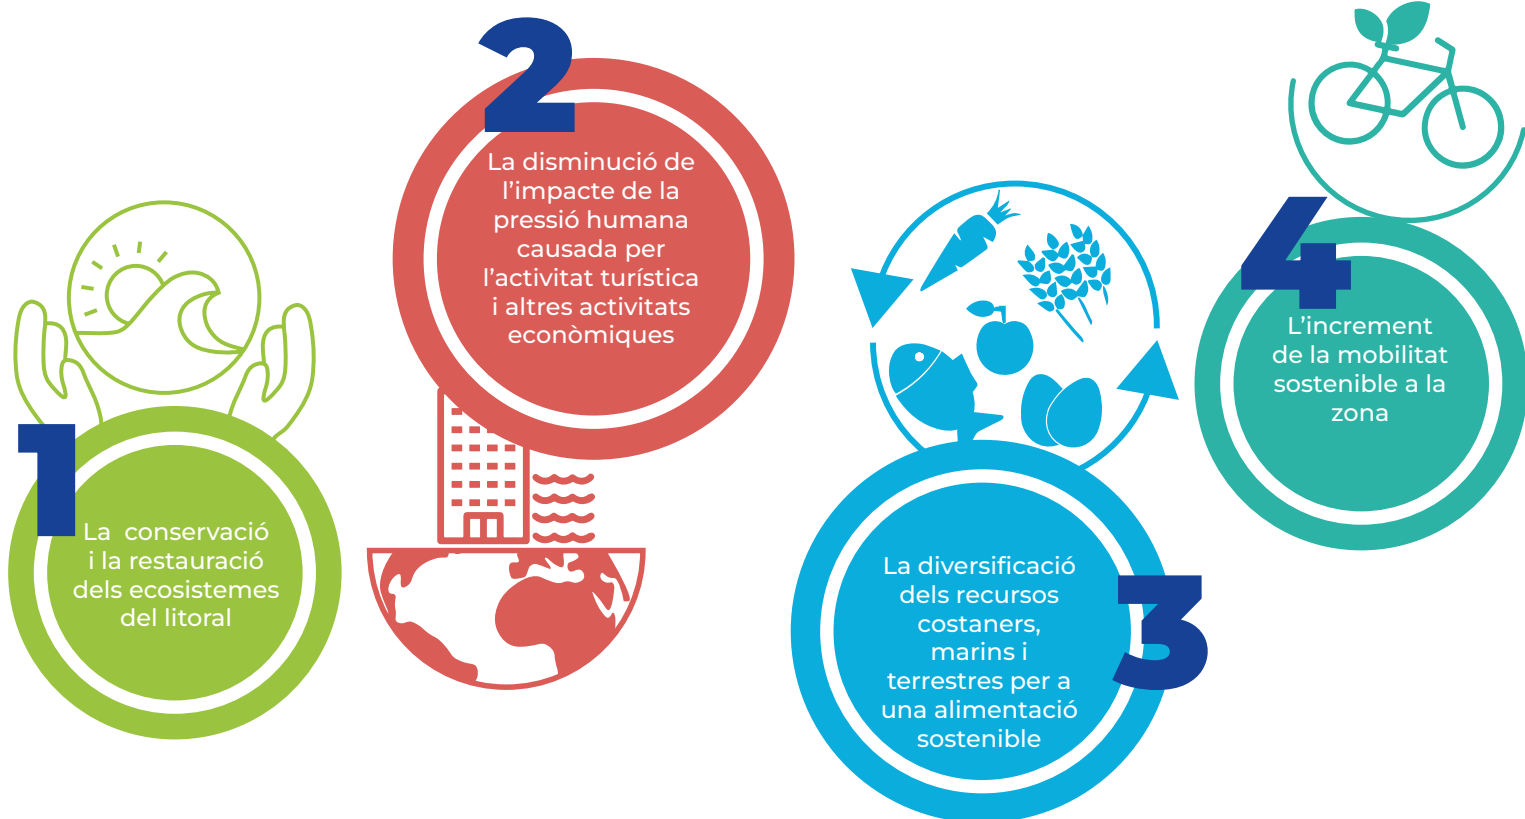 1
La conservació
i la restauració
dels ecosistemes
del litoral
2
La disminució de
l'impacte de la
pressió humana
causada per
l'activitat turística
i altres activitats
econòmiques
3
La diversificació
dels recursos
costaners,
marins i
terrestres per a
una alimentació
sostenible
4
L'increment
de la mobilitat
sostenible a la
zona